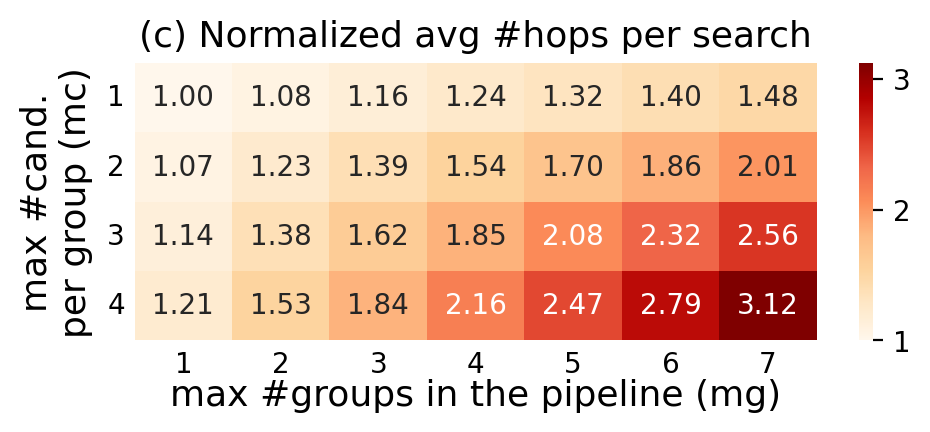 (c) Normalized avg #hops per search
max #cand.
per group (mc)
1 1.00 1.08 1.16 1.24 1.32 1.40 1.48
2 1.07 1.23 1.39 1.54 1.70 1.86 2.01
3 1.14 1.38 1.62 1.85 2.08 2.32 2.56
4 1.21 1.53 1.84 2.16 2.47 2.79 3.12
1 2 3 4 5 6 7
max #groups in the pipeline (mg)
3
2
1